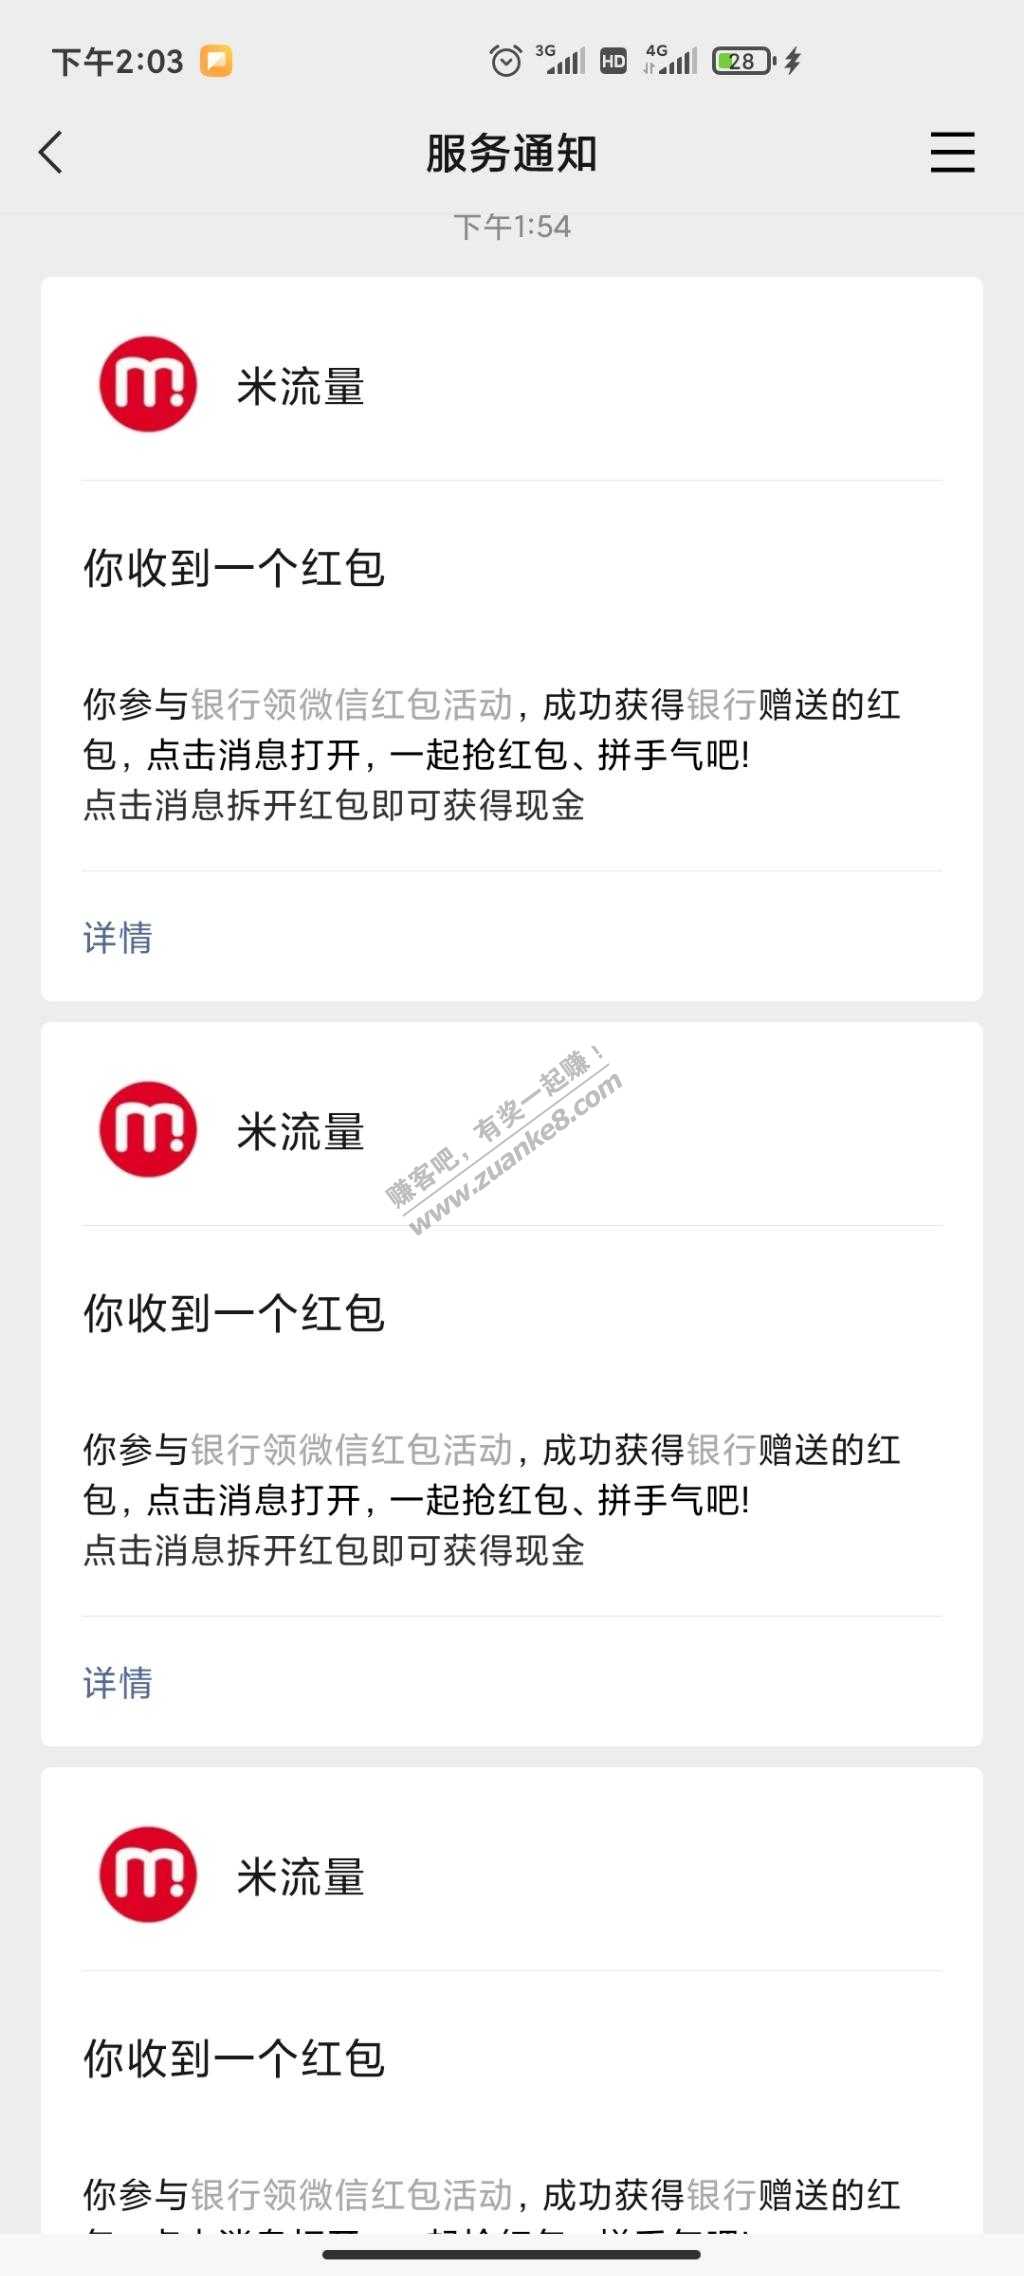 下午2:03
3G
HD
4G
28
服务通知
下午1:54
m!
米流量
你收到一个红包
你参与银行领微信红包活动，成功获得银行赠送的红
包，点击消息打开，一起抢红包、拼手气吧!
点击消息拆开红包即可获得现金
详情
m!
米流量
赚客吧，有奖一起赚！
www.zuanke8.com
你收到一个红包
你参与银行领微信红包活动，成功获得银行赠送的红
包，点击消息打开，一起抢红包、拼手气吧!
点击消息拆开红包即可获得现金
详情
m!
米流量
你收到一个红包
你参与银行领微信红包活动，成功获得银行赠送的红